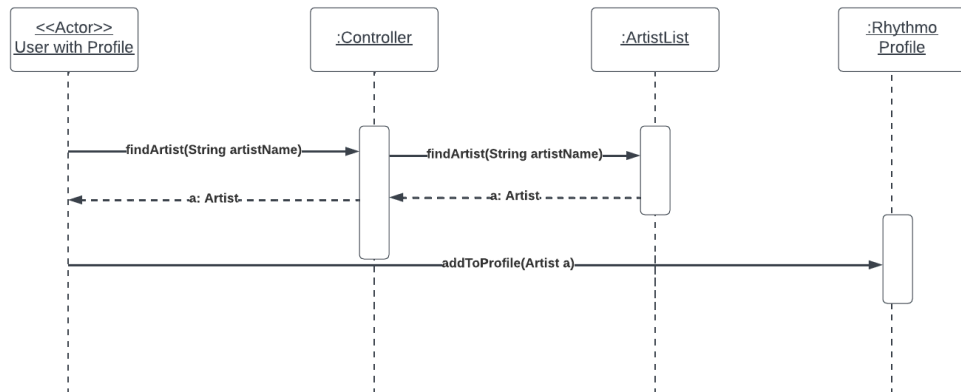 <<Actor>>
User with Profile
:Controller
:ArtistList
:Rhythmo
Profile
findArtist(String artistName)
findArtist(String artistName)
a: Artist
a: Artist
addToProfile(Artist a)